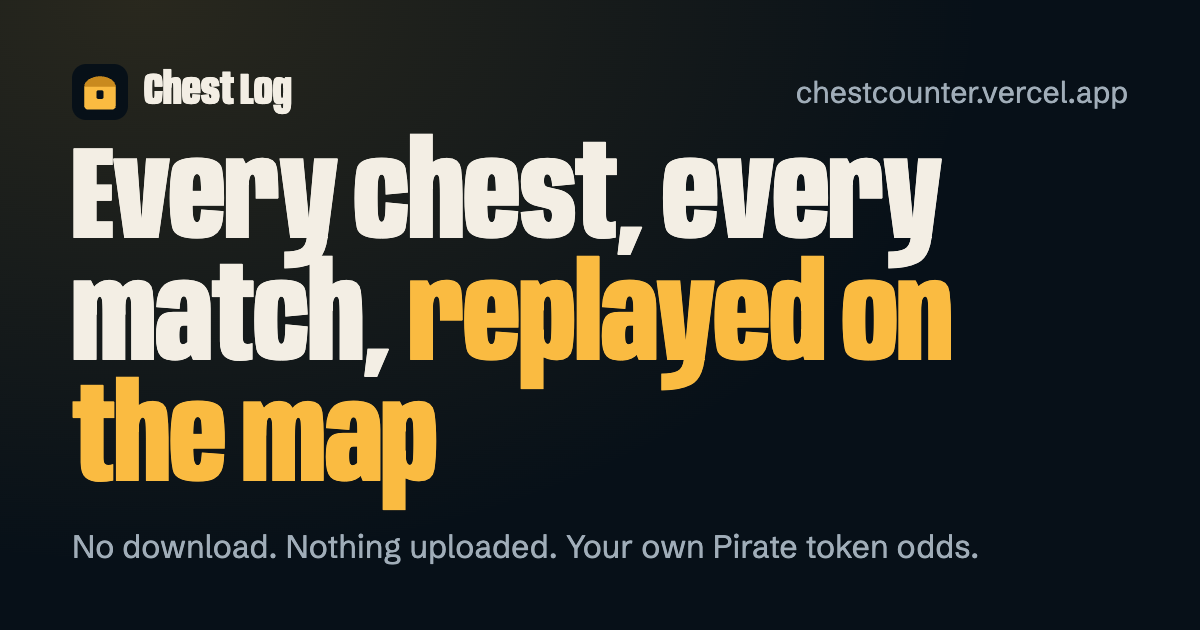 Chest Log
chestcounter.vercel.app
Every chest, every
match, replayed on
the map
No download. Nothing uploaded. Your own Pirate token odds.